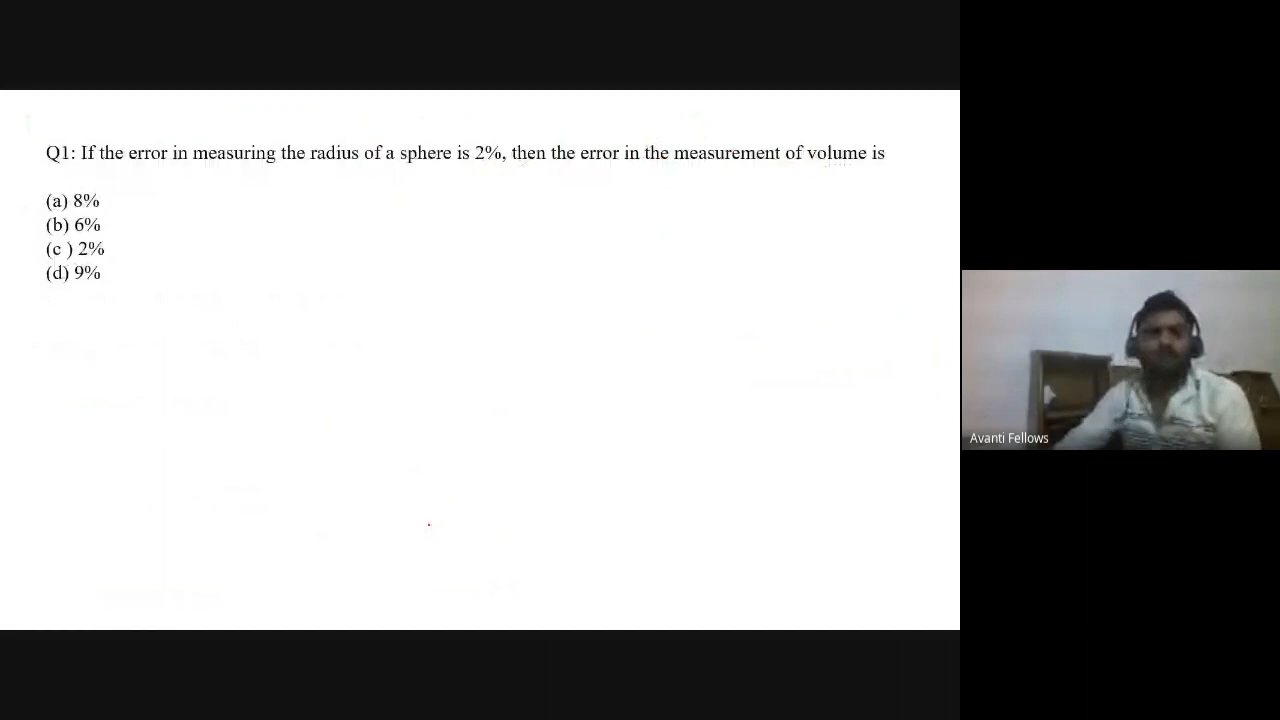 Q1: If the error in measuring the radius of a sphere is 2%, then the error in the measurement of volume is
(a) 8%
(b) 6%
(c ) 2%
(d) 9%
Avanti Fellows